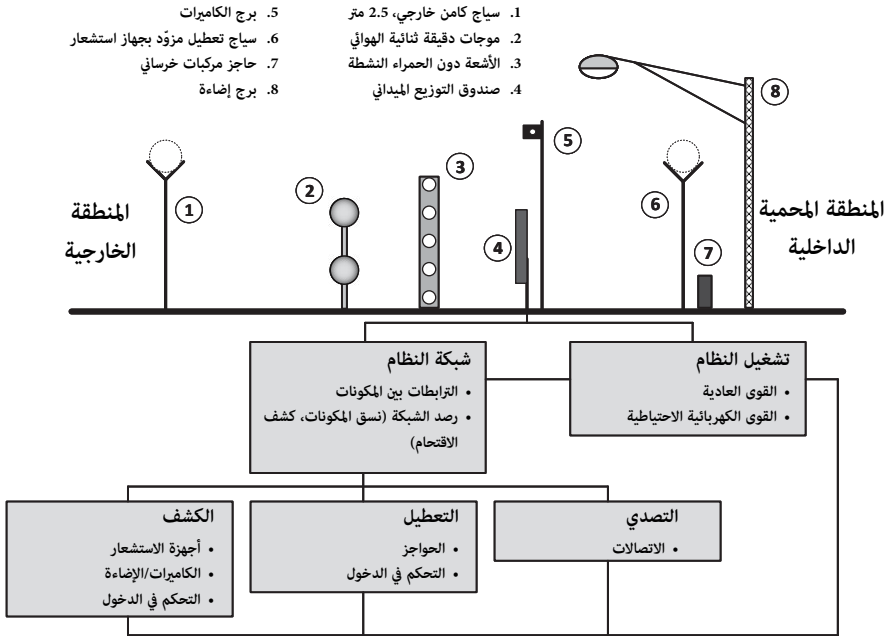 1. سياج كامن خارجي، 2.5 متر
2. موجات دقيقة ثنائية الهوائي
3. الأشعة دون الحمراء النشطة
4. صندوق التوزيع الميداني
5. برج الكاميرات
6. سياج تعطيل مزوّد بجهاز استشعار
7. حاجز مركبات خرساني
8. برج إضاءة
8
5
3
2
1
6
4
7
المنطقة المحمية
الداخلية
المنطقة
الخارجية
تشغيل النظام
• القوى العادية
• القوى الكهربائية الاحتياطية
شبكة النظام
• الترابطات بين المكونات
• رصد الشبكة (نسق المكونات، كشف
الاقتحام)
التصدي
• الاتصالات
التعطيل
• الحواجز
• التحكم في الدخول
الكشف
• أجهزة الاستشعار
• الكاميرات/الإضاءة
• التحكم في الدخول